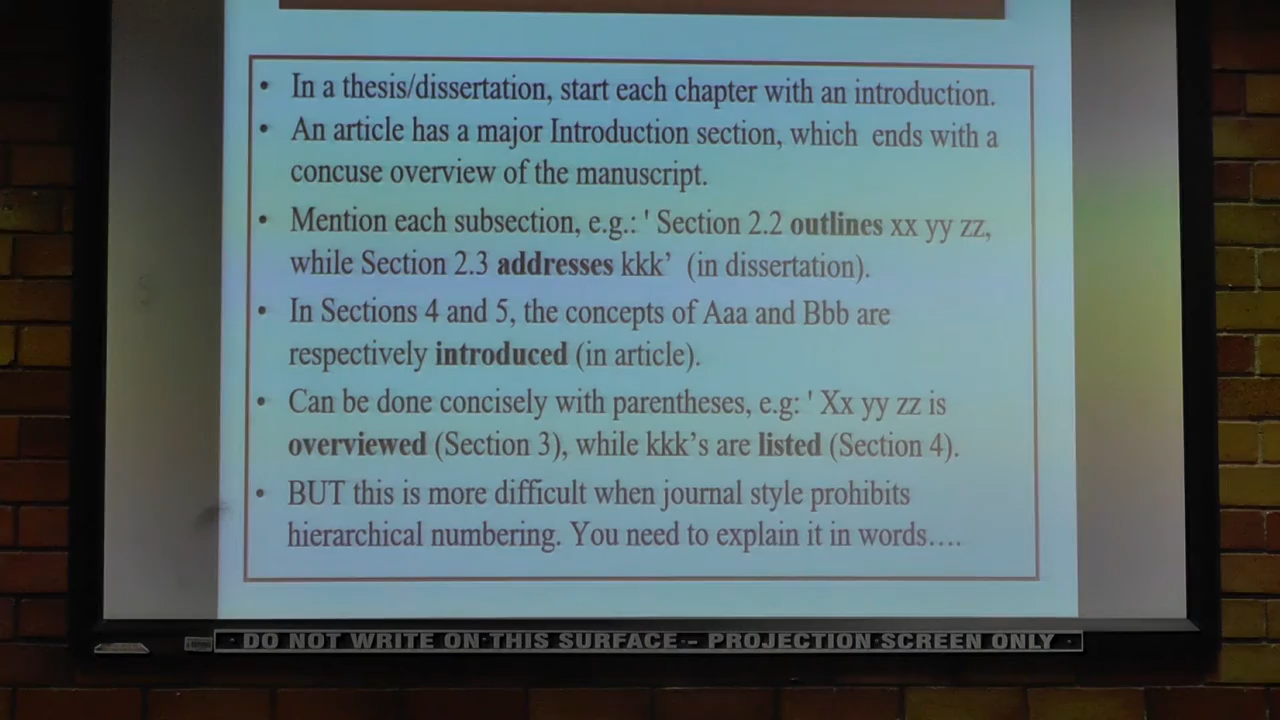 • In a thesis/dissertation, start each chapter with an introduction.
• An article has a major Introduction section, which ends with a
concuse overview of the manuscript.
• Mention each subsection, e.g.: ' Section 2.2 outlines xx yy zz,
while Section 2.3 addresses kkk’ (in dissertation).
• In Sections 4 and 5, the concepts of Aaa and Bbb are
respectively introduced (in article).
• Can be done concisely with parentheses, e.g: ' Xx yy zz is
overviewed (Section 3), while kkk’s are listed (Section 4).
• BUT this is more difficult when journal style prohibits
hierarchical numbering. You need to explain it in words….
· DO NOT WRITE ON THIS SURFACE – PROJECTION SCREEN ONLY ·